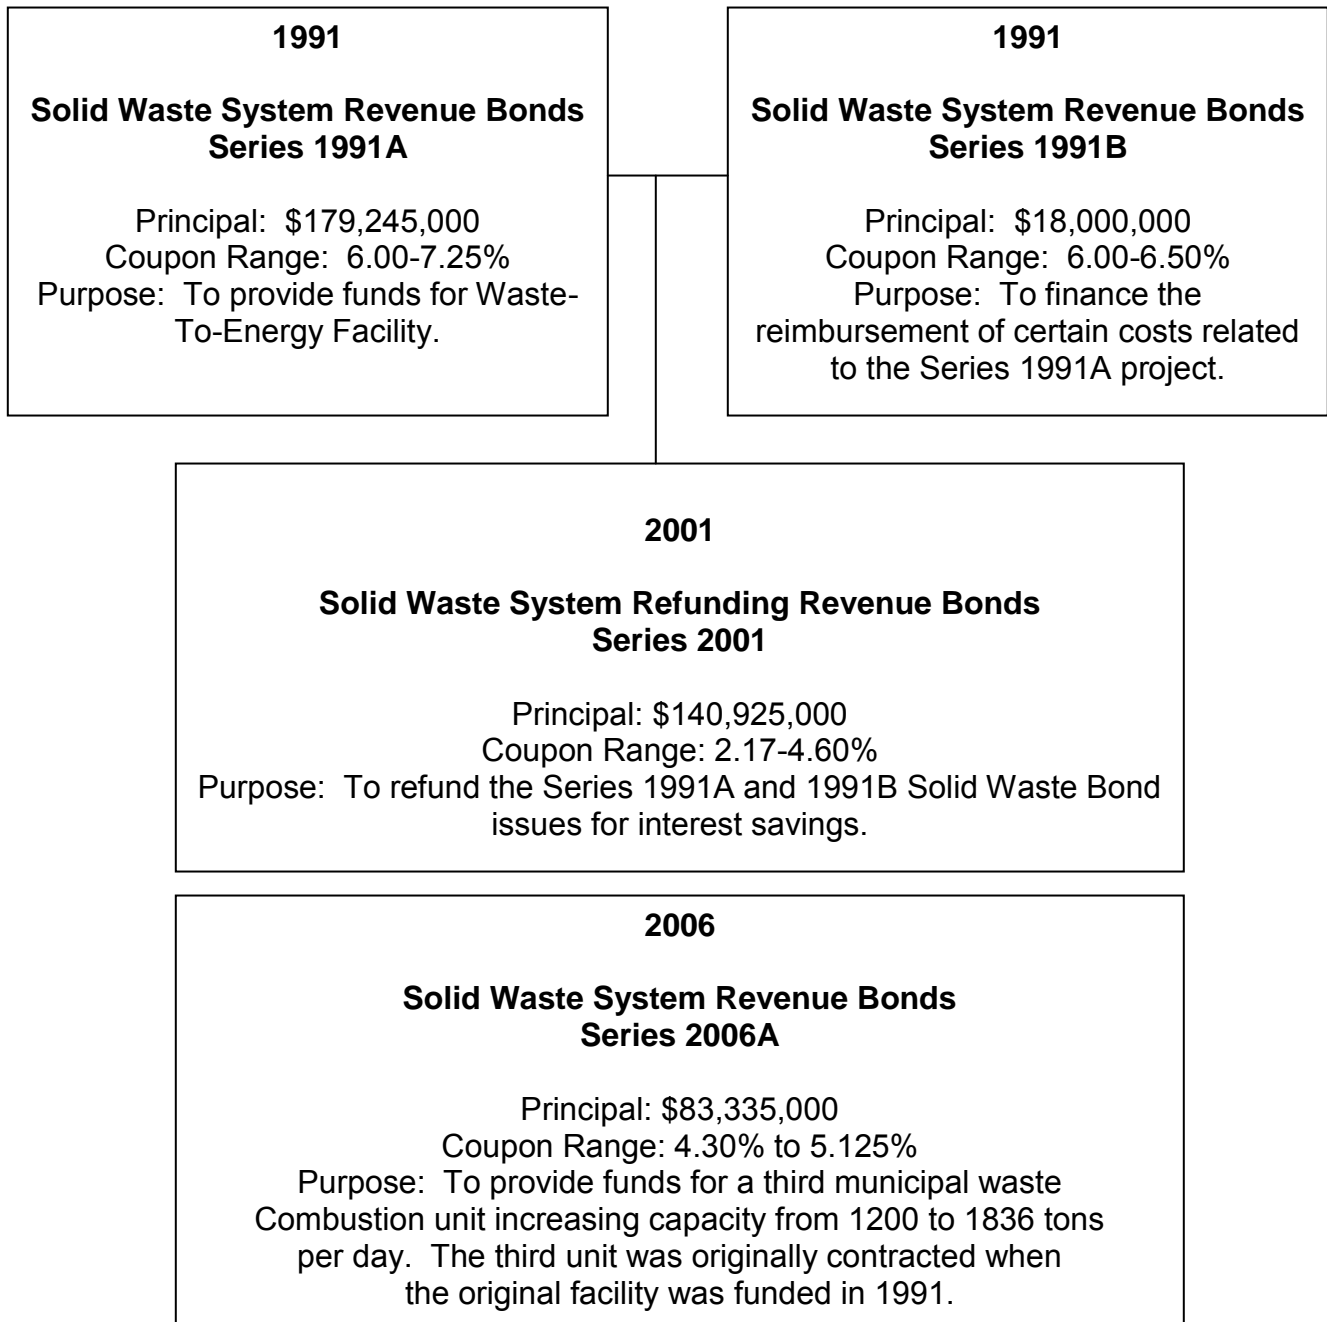 1991
Solid Waste System Revenue Bonds
Series 1991A
Principal:  $179,245,000
Coupon Range:  6.00-7.25%
Purpose:  To provide funds for Waste-
To-Energy Facility.
1991
Solid Waste System Revenue Bonds
Series 1991B
Principal:  $18,000,000
Coupon Range:  6.00-6.50%
Purpose:  To finance the
reimbursement of certain costs related
to the Series 1991A project.
2001
Solid Waste System Refunding Revenue Bonds
Series 2001
Principal: $140,925,000
Coupon Range: 2.17-4.60%
Purpose:  To refund the Series 1991A and 1991B Solid Waste Bond
issues for interest savings.
2006
Solid Waste System Revenue Bonds
Series 2006A
Principal: $83,335,000
Coupon Range: 4.30% to 5.125%
Purpose:  To provide funds for a third municipal waste
Combustion unit increasing capacity from 1200 to 1836 tons
per day.  The third unit was originally contracted when
the original facility was funded in 1991.